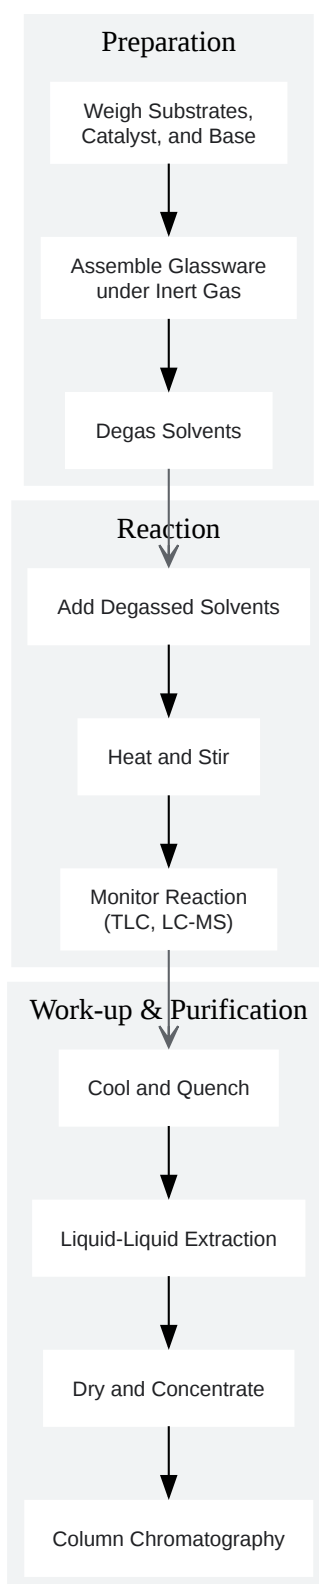 Preparation
Weigh Substrates,
Catalyst, and Base
Assemble Glassware
under Inert Gas
Degas Solvents
Reaction
Add Degassed Solvents
Heat and Stir
Monitor Reaction
(TLC, LC-MS)
Work-up & Purification
Cool and Quench
Liquid-Liquid Extraction
Dry and Concentrate
Column Chromatography